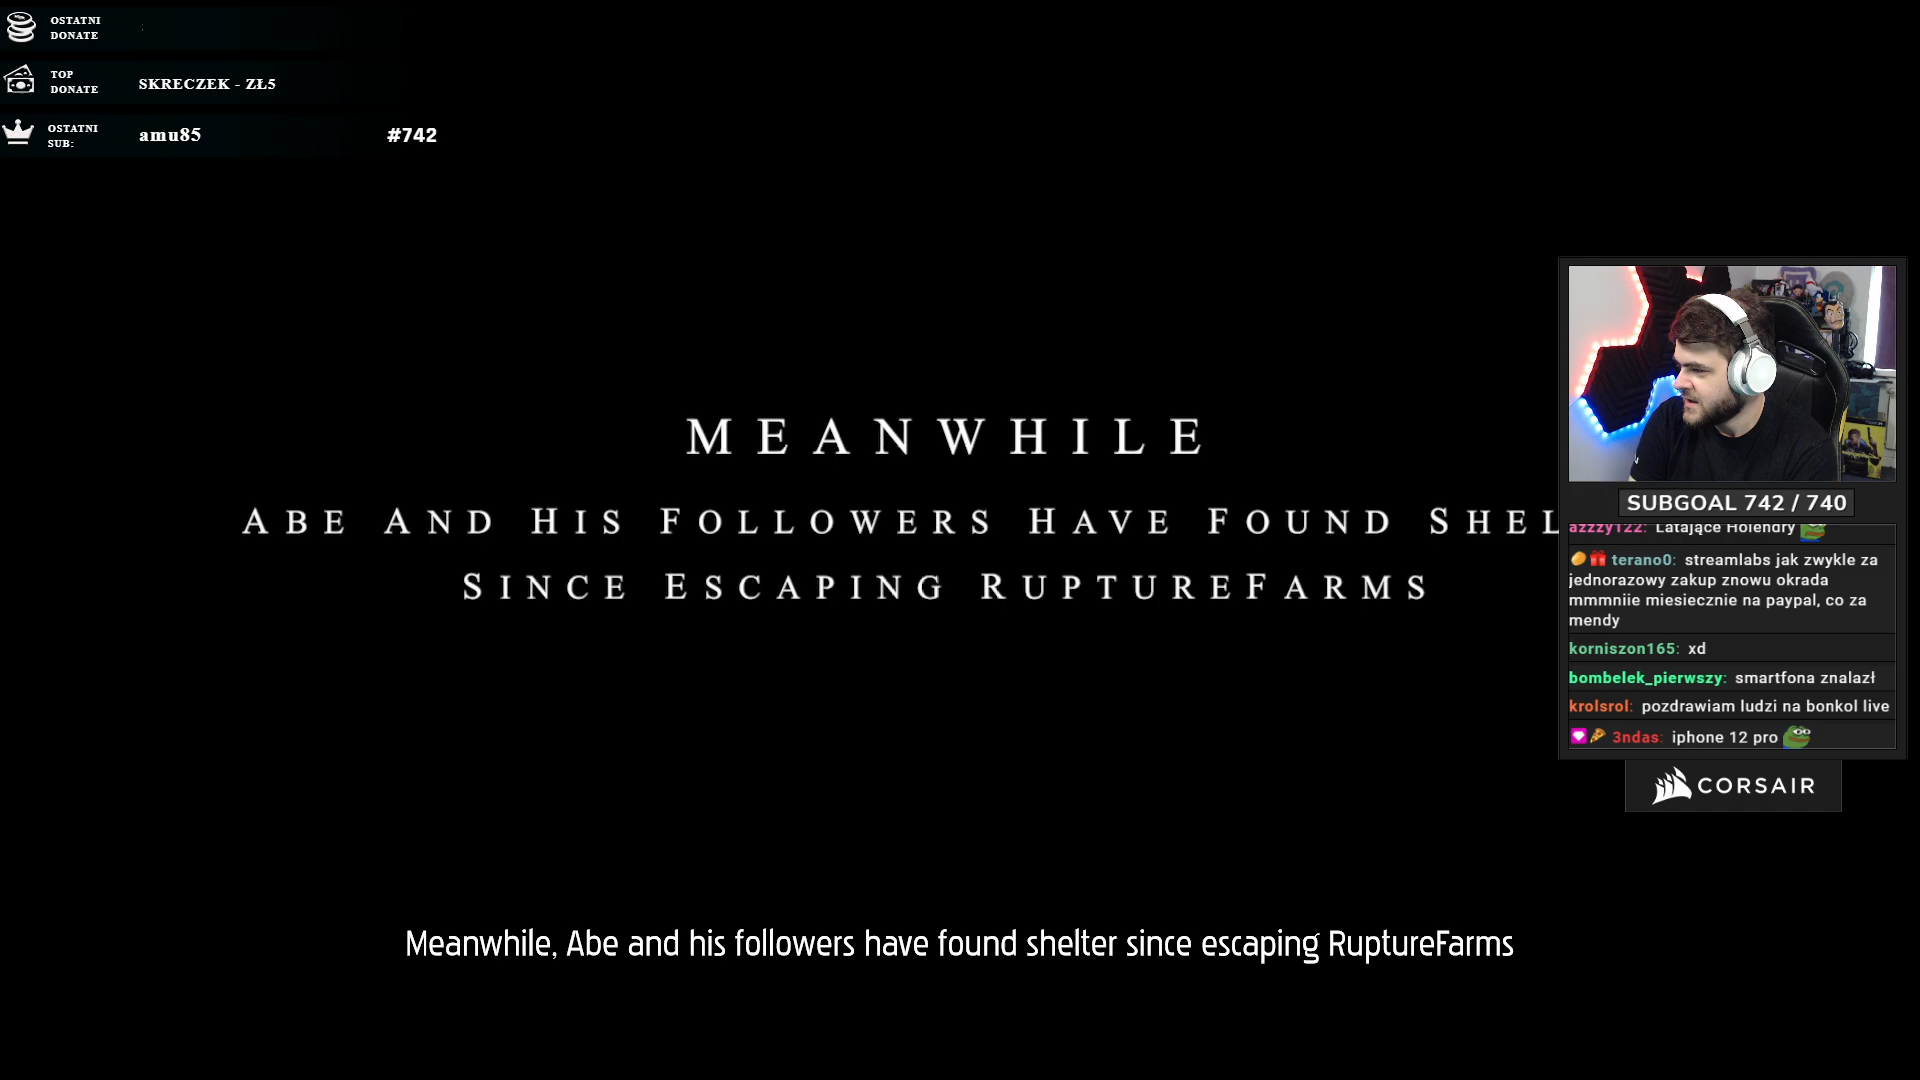 OSTATNI
DONATE
TOP
DONATE
SKRECZEK - ZŁ5
OSTATNI
SUB:
amu85
#742
MEANWHILE
ABE AND HIS FOLLOWERS HAVE FOUND SHEL
SINCE ESCAPING RUPTUREFARMS
SUBGOAL 742 / 740
azzzy122: Latające Holendry
terano0: streamlabs jak zwykle za
jednorazowy zakup znowu okrada
mmmniie miesiecznie na paypal, co za
mendy
korniszon165: xd
bombelek_pierwszy: smartfona znalazł
krolsrol: pozdrawiam ludzi na bonkol live
3ndas: iphone 12 pro
CORSAIR
Meanwhile, Abe and his followers have found shelter since escaping RuptureFarms